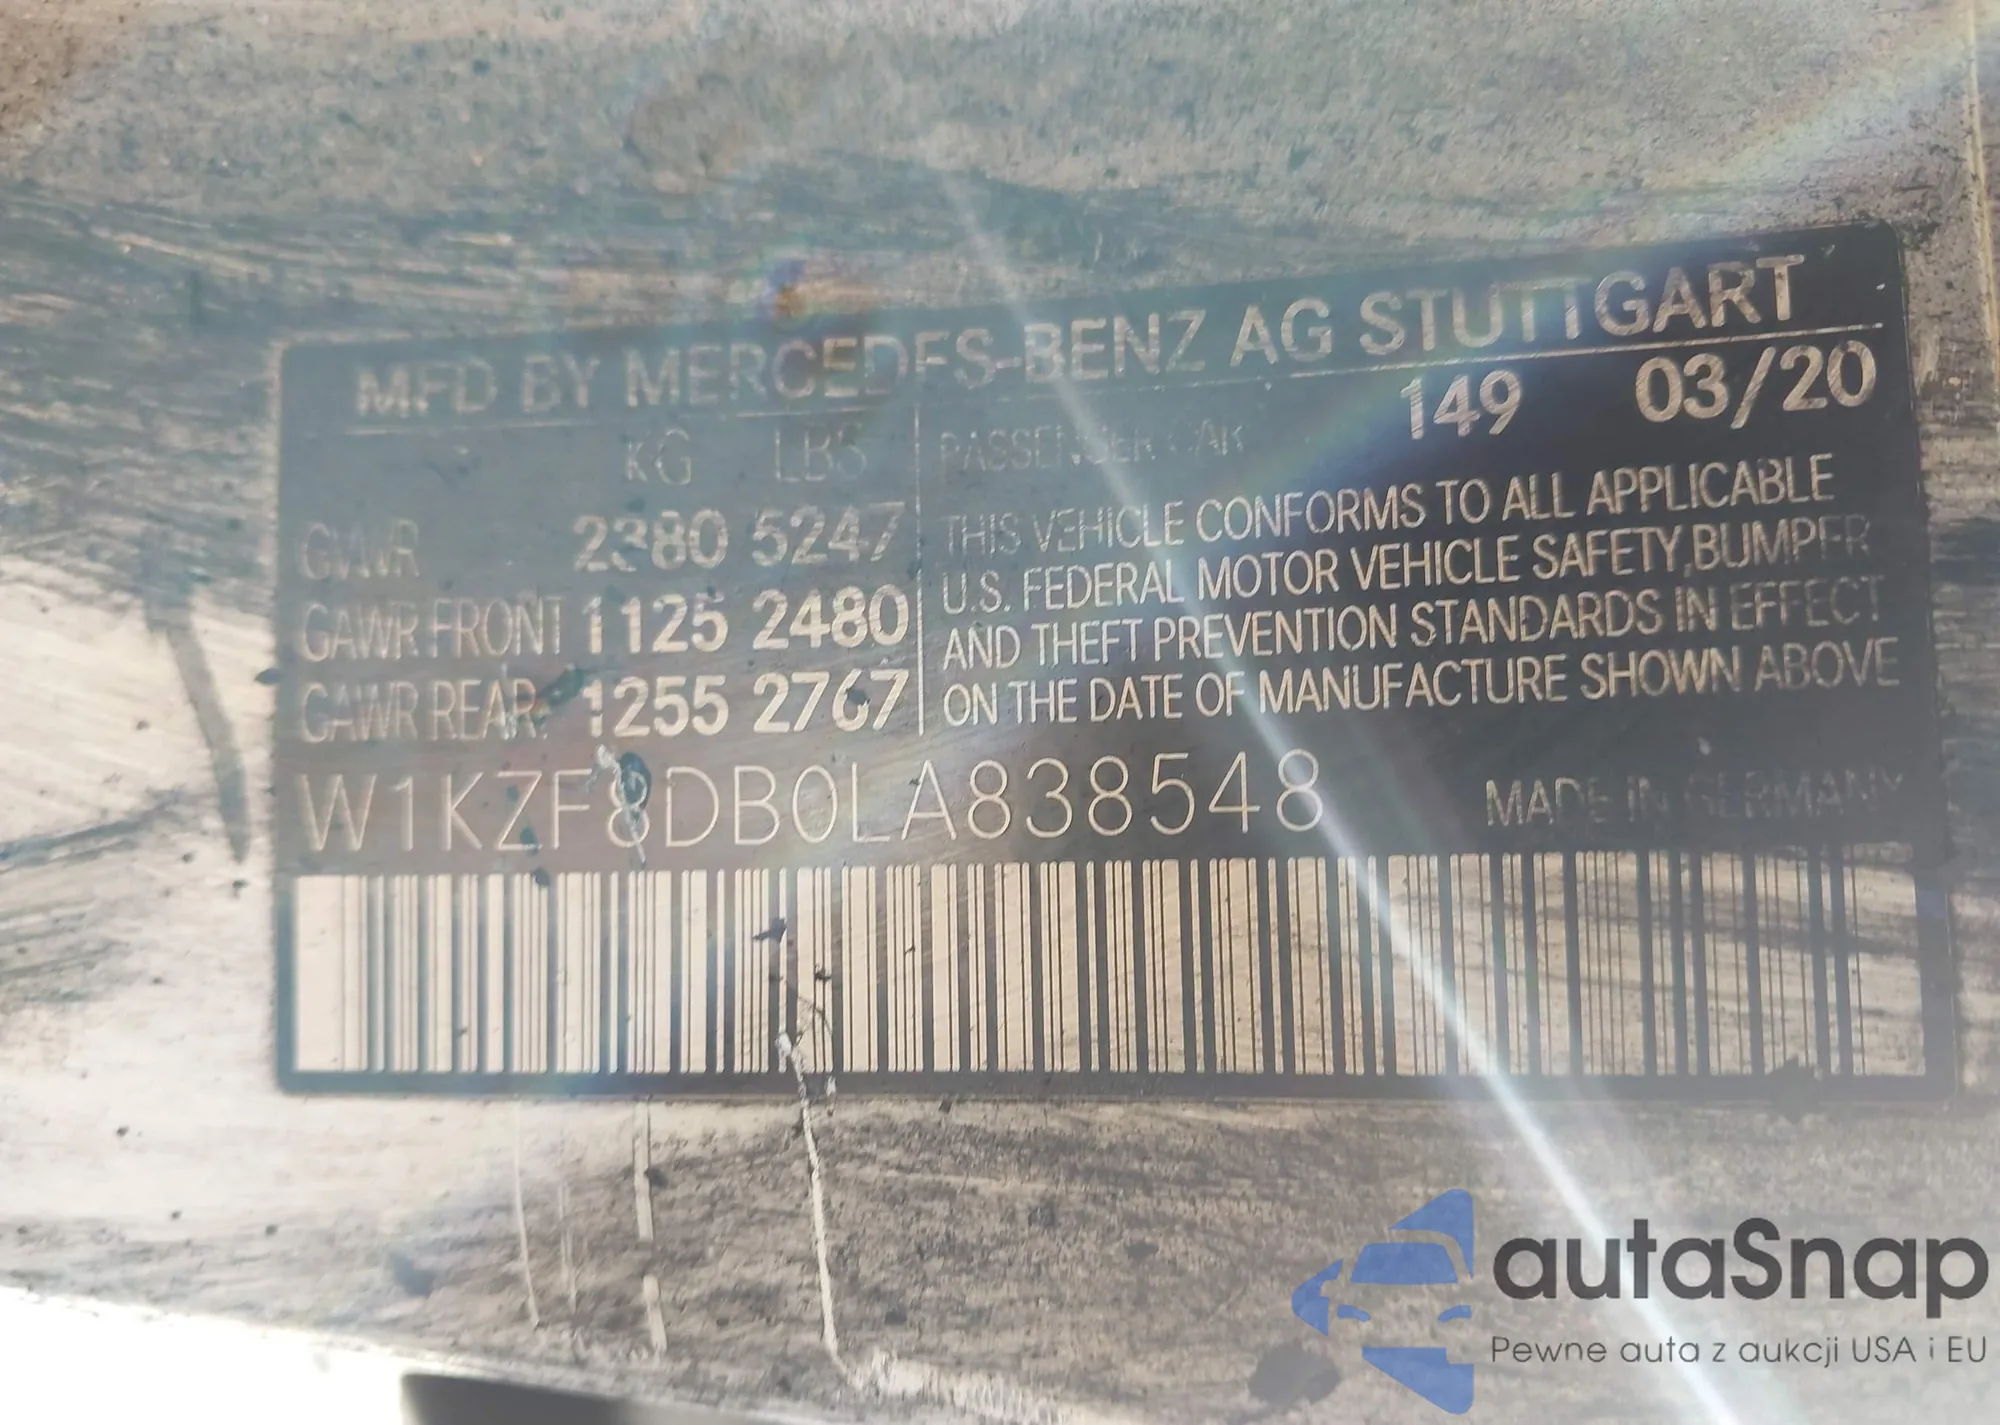 MFD BY MERCEDES-BENZ AG STUTTGART
149 03/20
KG LBS
GVWR 2380 5247
GAWR FRONT 1125 2480
GAWR REAR 1255 2767
PASSENGER CAR
THIS VEHICLE CONFORMS TO ALL APPLICABLE
U.S. FEDERAL MOTOR VEHICLE SAFETY, BUMPER
AND THEFT PREVENTION STANDARDS IN EFFECT
ON THE DATE OF MANUFACTURE SHOWN ABOVE
W1KZF8DB0LA838548
MADE IN GERMANY
autaSnap
Pewne auta z aukcji USA i EU